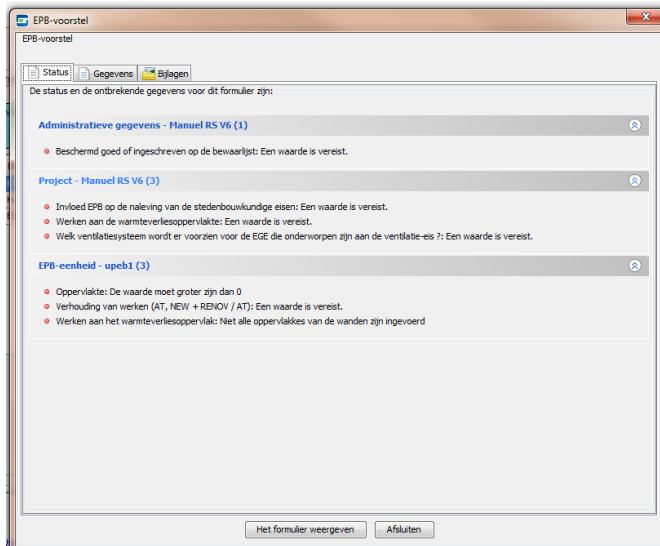 EPB-voorstel
EPB-voorstel
Status Gegevens Bijlagen
De status en de ontbrekende gegevens voor dit formulier zijn:
Administratieve gegevens - Manuel RS V6 (1)
Beschermd goed of ingeschreven op de bewaarlijst: Een waarde is vereist.
Project - Manuel RS V6 (3)
Invloed EPB op de naleving van de stedenbouwkundige eisen: Een waarde is vereist.
Werken aan de warmteverliesoppervlakte: Een waarde is vereist.
Welk ventilatiesysteem wordt er voorzien voor de EGE die onderworpen zijn aan de ventilatie-eis ?: Een waarde is vereist.
EPB-eenheid - upeb1 (3)
Oppervlakte: De waarde moet groter zijn dan 0
Verhouding van werken (AT, NEW + RENOV / AT): Een waarde is vereist.
Werken aan het warmteverliesoppervlak: Niet alle oppervlakkes van de wanden zijn ingevoerd
Het formulier weergeven Afsluiten